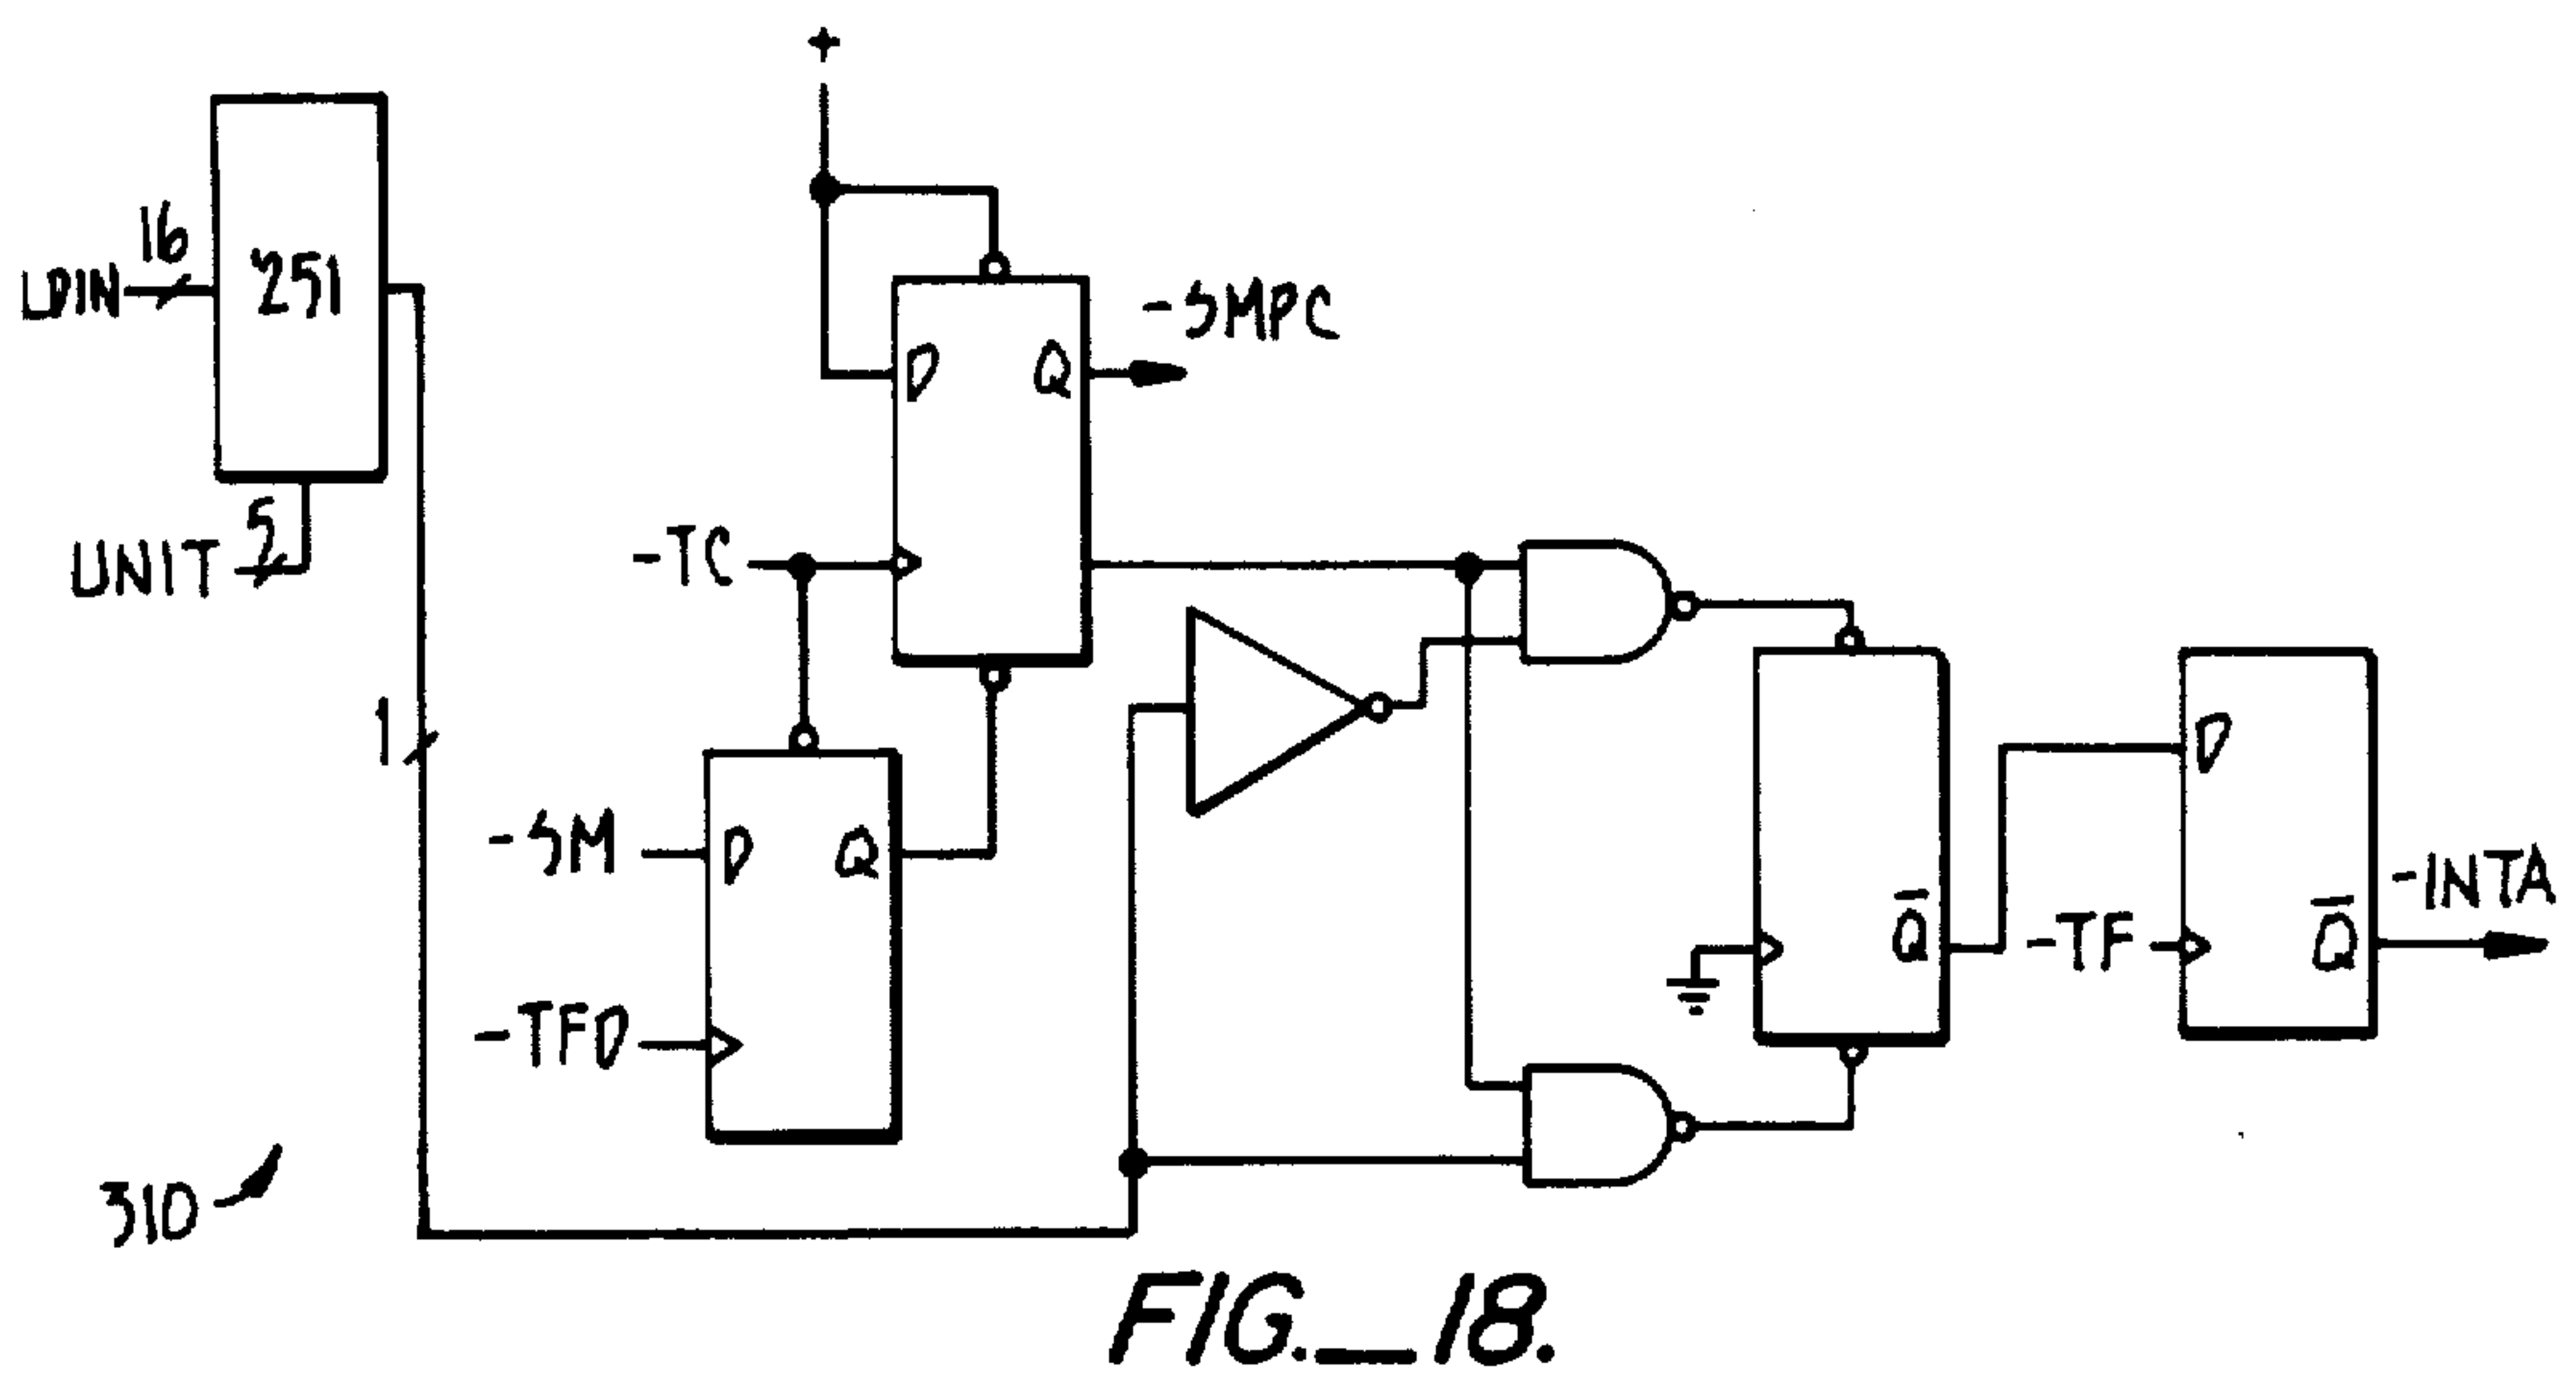 +
16
LDIN
'251
5
UNIT
-SMPC
D Q
-TC
1
-SM
D Q
-TFD
D
Q̅
-TF
-INTA
Q̅
310
FIG._18.